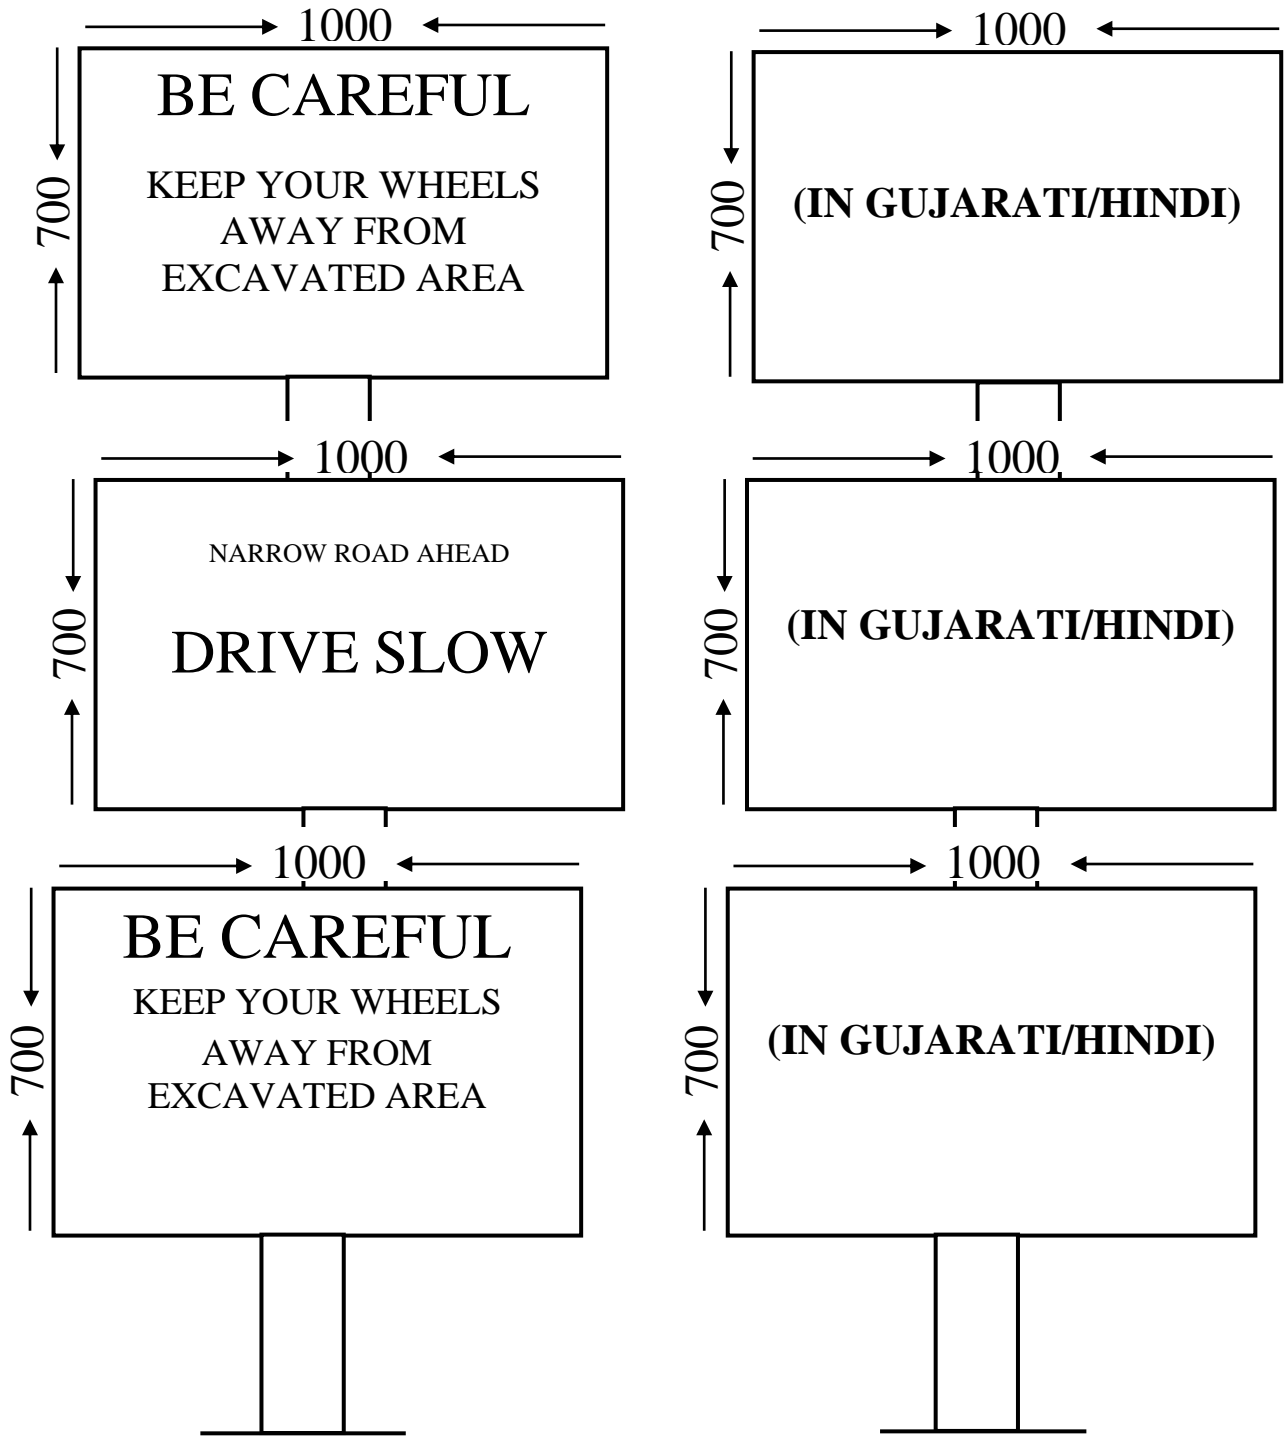 1000
700
BE CAREFUL
KEEP YOUR WHEELS
AWAY FROM
EXCAVATED AREA
1000
700
(IN GUJARATI/HINDI)
1000
700
NARROW ROAD AHEAD
DRIVE SLOW
1000
700
(IN GUJARATI/HINDI)
1000
700
BE CAREFUL
KEEP YOUR WHEELS
AWAY FROM
EXCAVATED AREA
1000
700
(IN GUJARATI/HINDI)